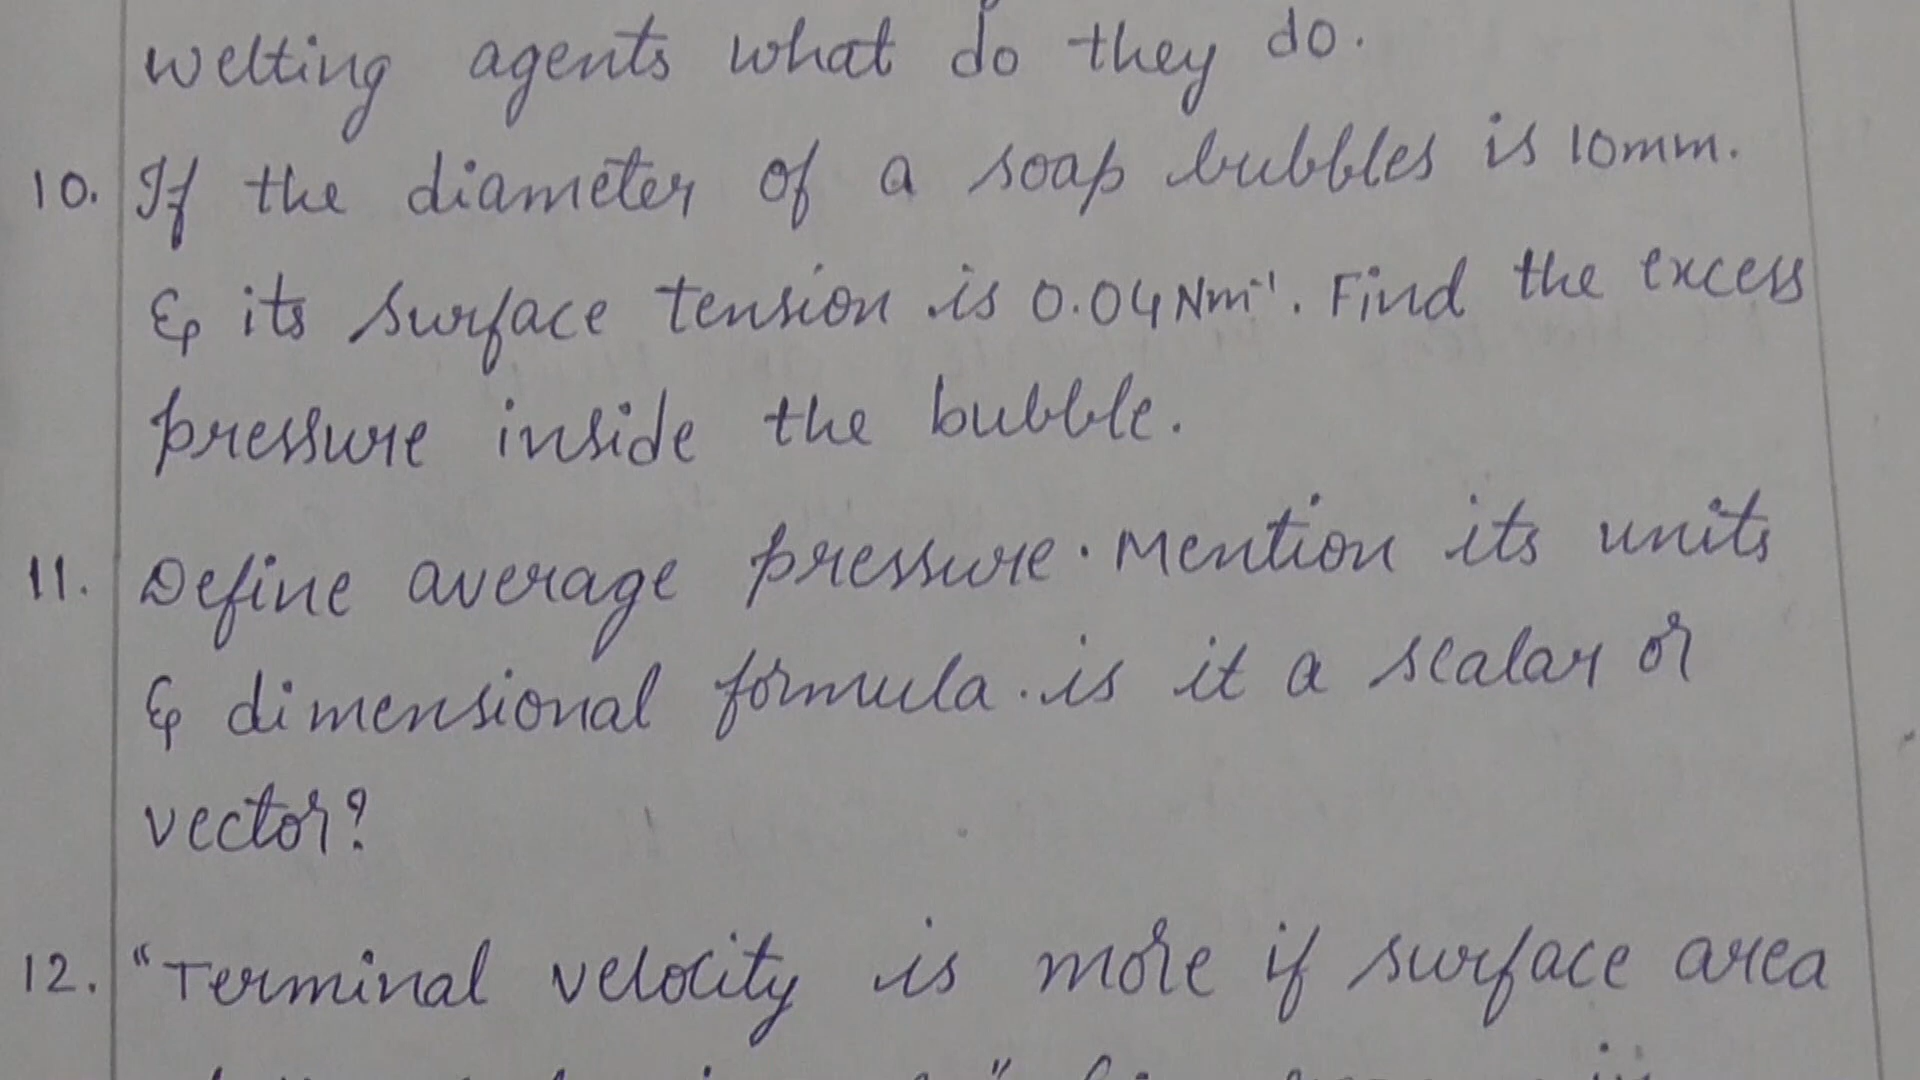 welting agents what do they do.
10. If the diameter of a soap bubbles is 10mm.
& its surface tension is 0.04Nm⁻¹. Find the excess
pressure inside the bubble.
11. Define average pressure. Mention its units
& dimensional formula. is it a scalar or
vector?
12. "Terminal velocity is more if surface area